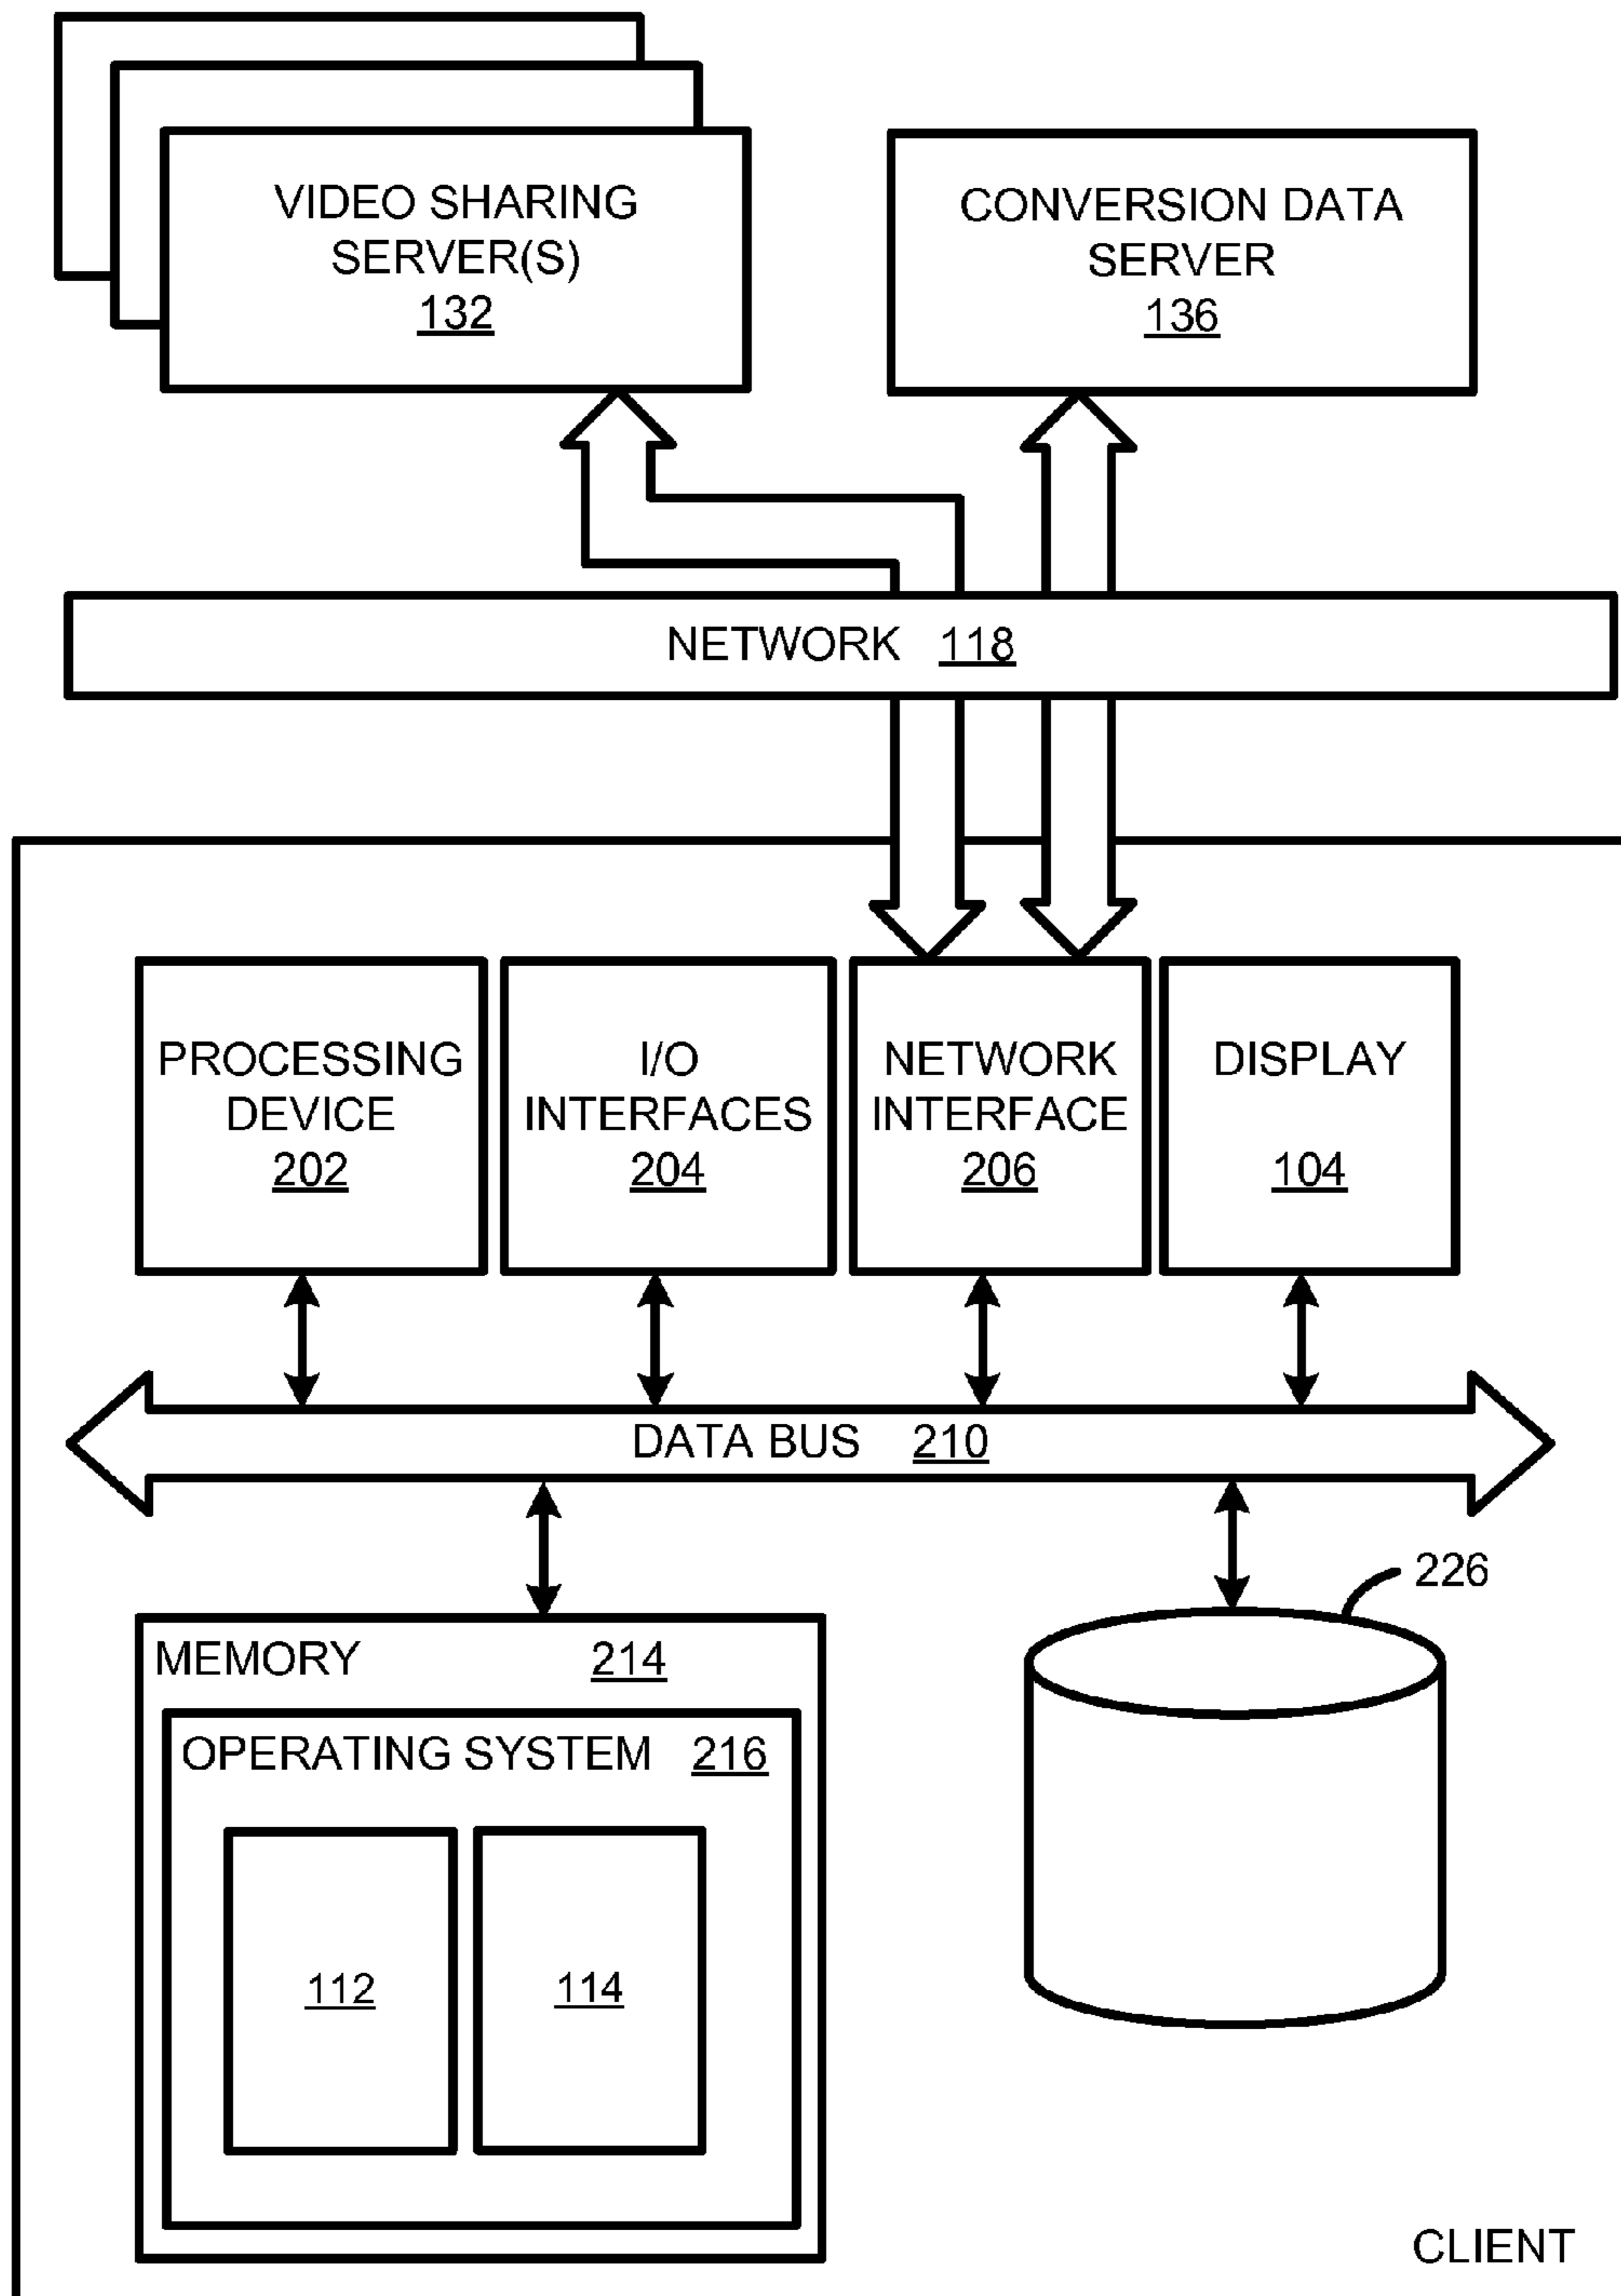 VIDEO SHARING
SERVER(S)
132
CONVERSION DATA
SERVER
136
NETWORK 118
PROCESSING
DEVICE
202
I/O
INTERFACES
204
NETWORK
INTERFACE
206
DISPLAY
104
DATA BUS 210
226
MEMORY 214
OPERATING SYSTEM 216
112
114
CLIENT